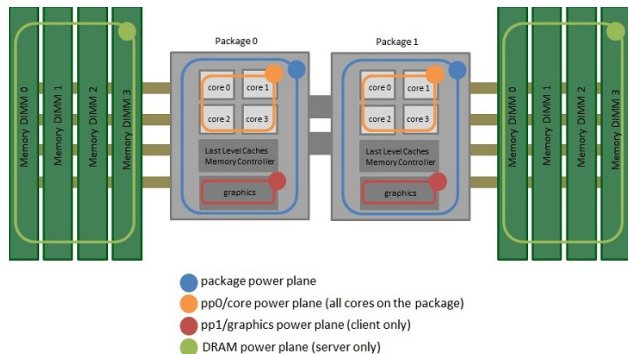 Package 0
Package 1
Memory DIMM 0
Memory DIMM 1
Memory DIMM 2
Memory DIMM 3
core 0
core 1
core 2
core 3
Last Level Caches
Memory Controller
graphics
core 0
core 1
core 2
core 3
Last Level Caches
Memory Controller
graphics
Memory DIMM 0
Memory DIMM 1
Memory DIMM 2
Memory DIMM 3
package power plane
pp0/core power plane (all cores on the package)
pp1/graphics power plane (client only)
DRAM power plane (server only)